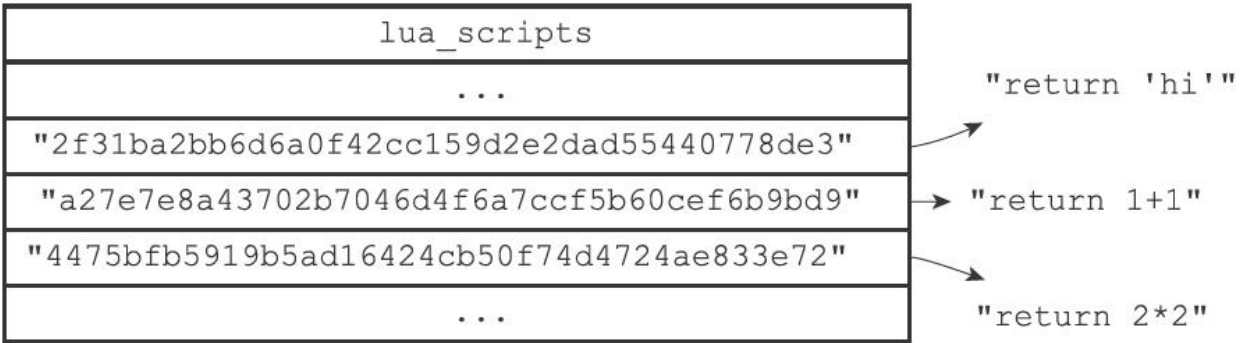 lua_scripts
...
"return 'hi'"
"2f31ba2bb6d6a0f42cc159d2e2dad55440778de3"
"a27e7e8a43702b7046d4f6a7ccf5b60cef6b9bd9"
"return 1+1"
"4475bfb5919b5ad16424cb50f74d4724ae833e72"
"return 2*2"
...